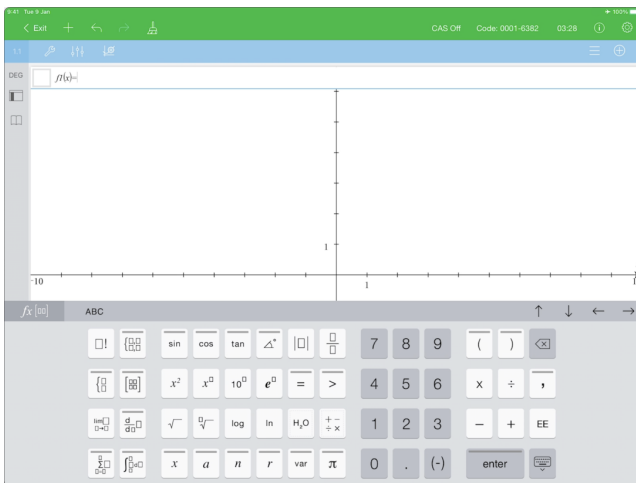 9:41 Tue 9 Jan 100%
Exit CAS Off Code: 0001-6382 03:28
1:1
DEG f1(x)=
1
-10 1
fx ABC
! sin cos tan 7 8 9 ( )
x² x 10 e = > 4 5 6 x ÷ ,
lim d/d √ √ log ln H₂O + − ÷ × 1 2 3 − + EE
Σ ∫ d x a n r var π 0 . (-) enter